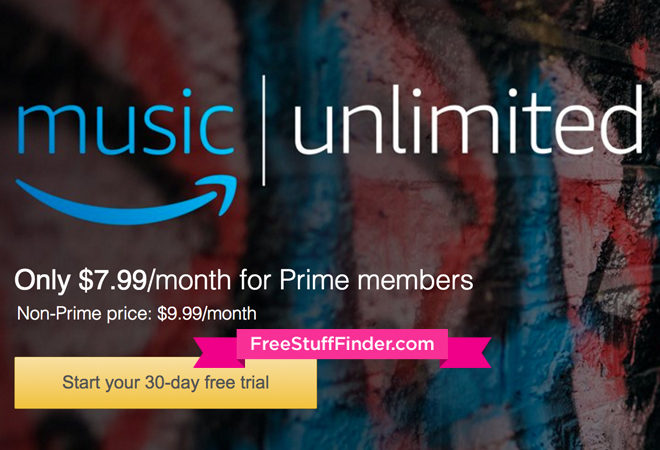 music | unlimited
Only $7.99/month for Prime members
Non-Prime price: $9.99/month
FreeStuffFinder.com
Start your 30-day free trial